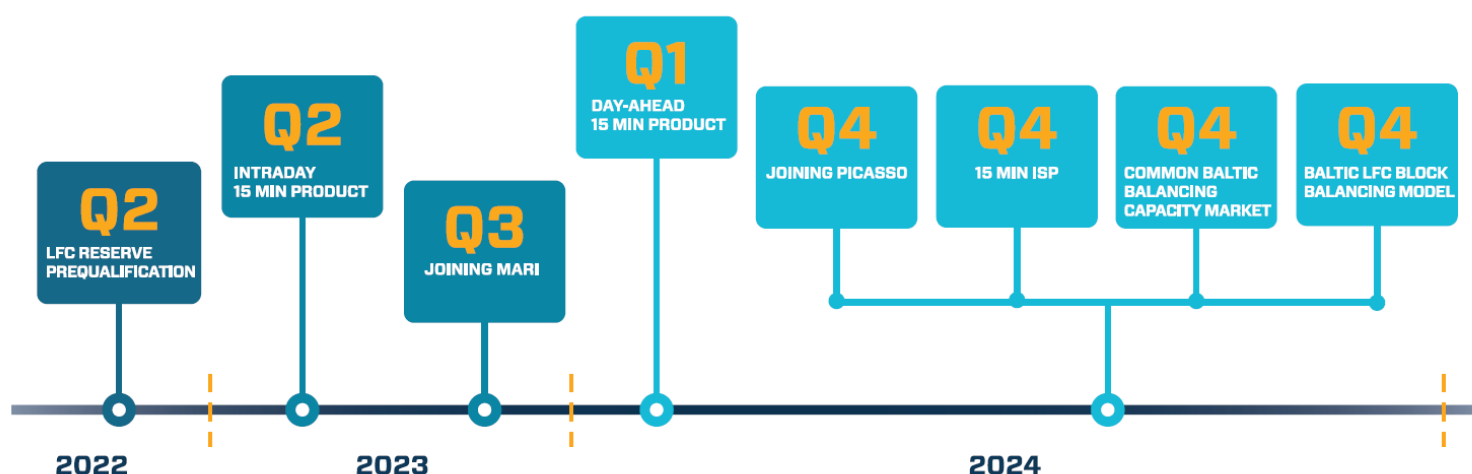 Q2
LFC RESERVE
PREQUALIFICATION
Q2
INTRADAY
15 MIN PRODUCT
Q3
JOINING MARI
Q1
DAY-AHEAD
15 MIN PRODUCT
Q4
JOINING PICASSO
Q4
15 MIN ISP
Q4
COMMON BALTIC
BALANCING
CAPACITY MARKET
Q4
BALTIC LFC BLOCK
BALANCING MODEL
2022
2023
2024